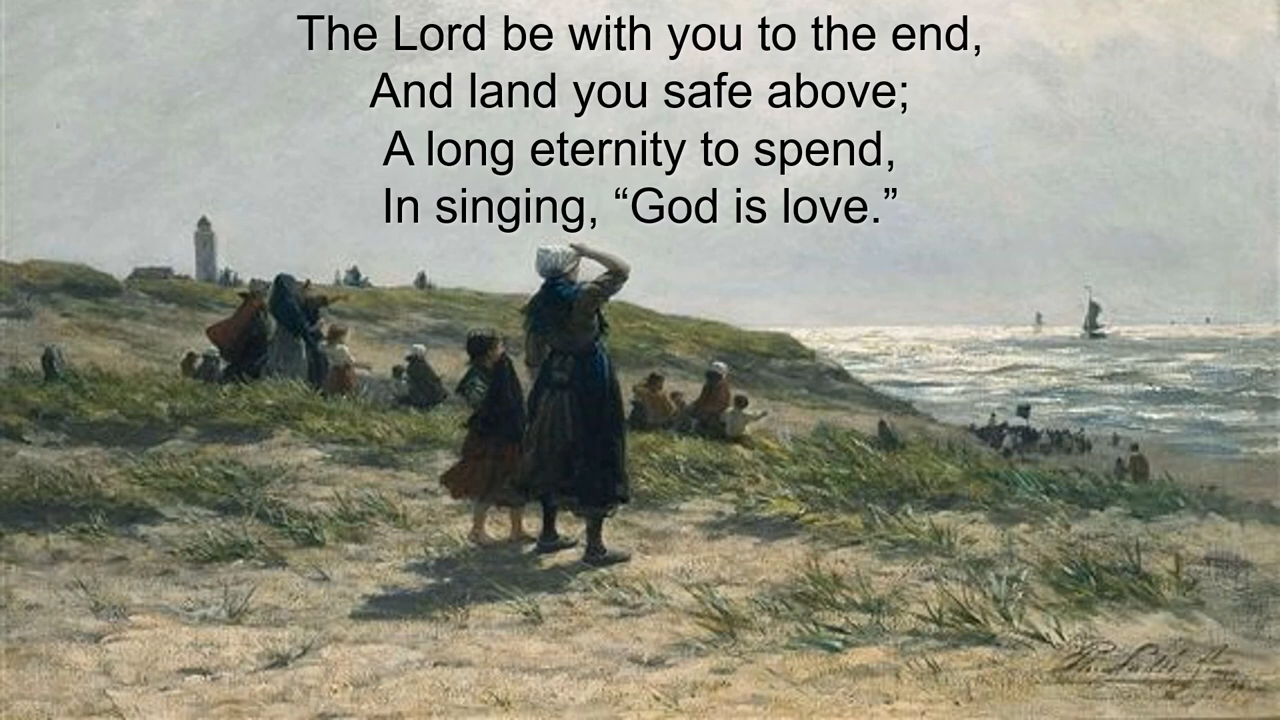 The Lord be with you to the end,
And land you safe above;
A long eternity to spend,
In singing, “God is love.”